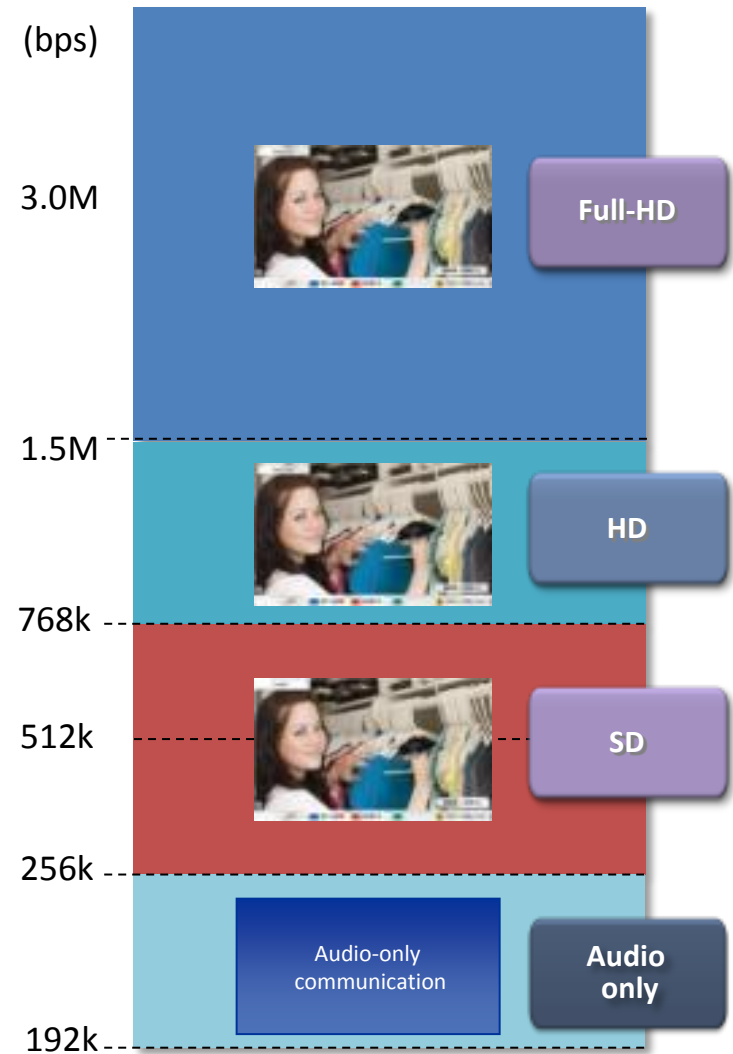 (bps)
3.0M
Full-HD
1.5M
HD
768k
512k
SD
256k
Audio-only
communication
Audio
only
192k